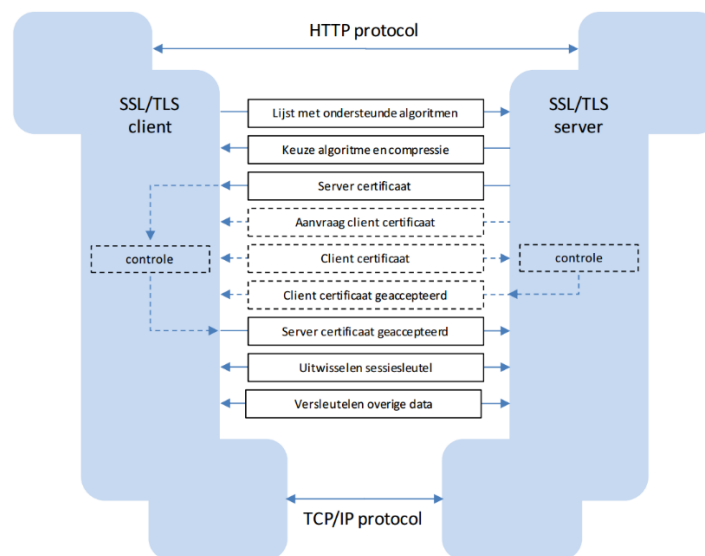 HTTP protocol
SSL/TLS
client
SSL/TLS
server
Lijst met ondersteunde algoritmen
Keuze algoritme en compressie
Server certificaat
Aanvraag client certificaat
controle
Client certificaat
controle
Client certificaat geaccepteerd
Server certificaat geaccepteerd
Uitwisselen sessiesleutel
Versleutelen overige data
TCP/IP protocol